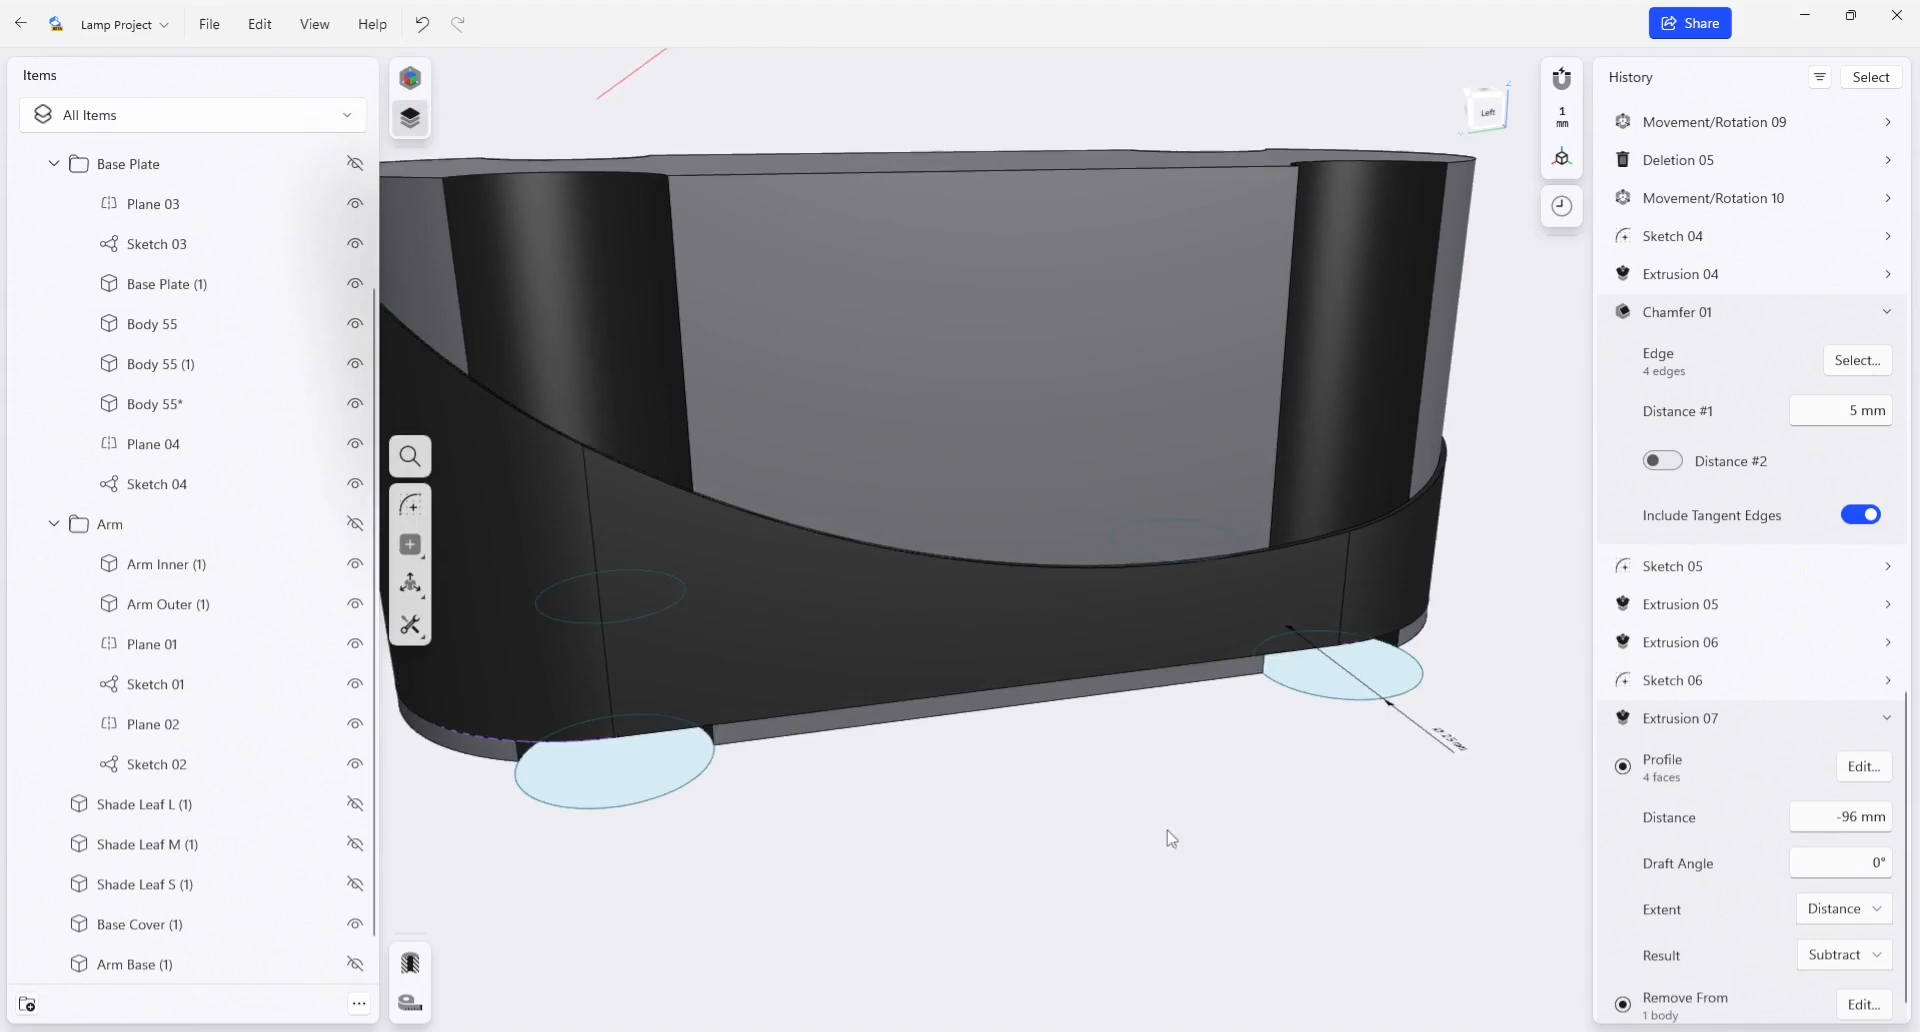 Lamp Project
File
Edit
View
Help
Share
Items
All Items
Base Plate
Plane 03
Sketch 03
Base Plate (1)
Body 55
Body 55 (1)
Body 55*
Plane 04
Sketch 04
Arm
Arm Inner (1)
Arm Outer (1)
Plane 01
Sketch 01
Plane 02
Sketch 02
Shade Leaf L (1)
Shade Leaf M (1)
Shade Leaf S (1)
Base Cover (1)
Arm Base (1)
Left
Z
1
mm
History
Select
Movement/Rotation 09
Deletion 05
Movement/Rotation 10
Sketch 04
Extrusion 04
Chamfer 01
Edge
4 edges
Select...
Distance #1
5 mm
Distance #2
Include Tangent Edges
Sketch 05
Extrusion 05
Extrusion 06
Sketch 06
Extrusion 07
Profile
4 faces
Edit...
Distance
-96 mm
Draft Angle
0°
Extent
Distance
Result
Subtract
Remove From
1 body
Edit...